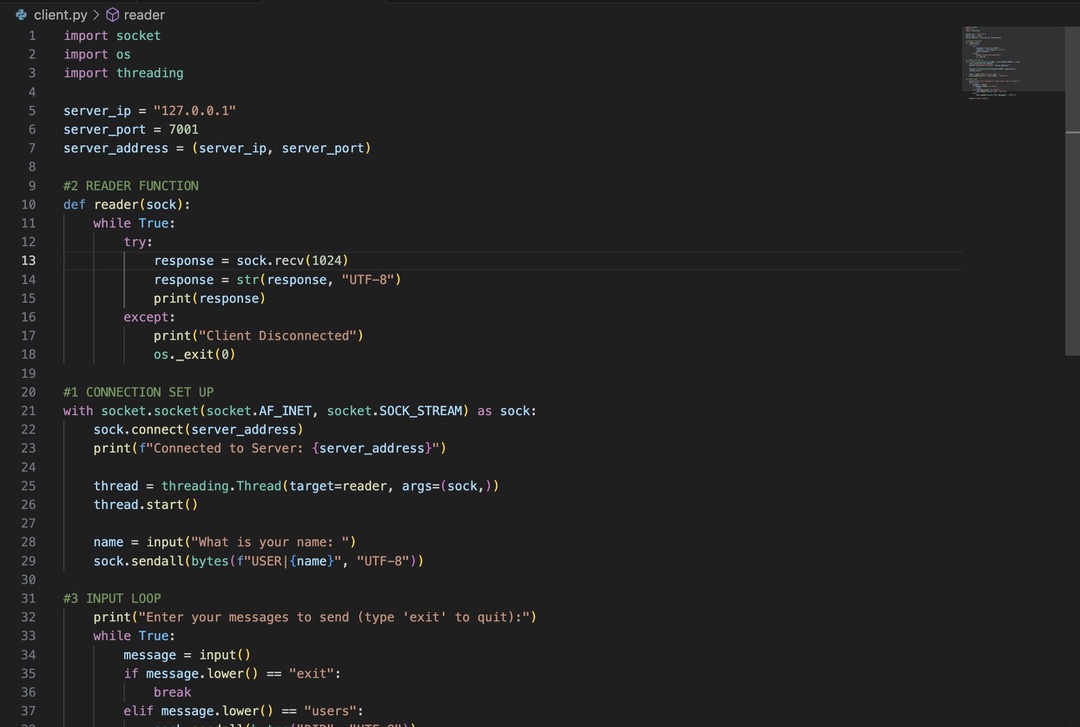 client.py > reader
1 import socket
2 import os
3 import threading
4
5 server_ip = "127.0.0.1"
6 server_port = 7001
7 server_address = (server_ip, server_port)
8
9 #2 READER FUNCTION
10 def reader(sock):
11     while True:
12         try:
13             response = sock.recv(1024)
14             response = str(response, "UTF-8")
15             print(response)
16         except:
17             print("Client Disconnected")
18             os._exit(0)
19
20 #1 CONNECTION SET UP
21 with socket.socket(socket.AF_INET, socket.SOCK_STREAM) as sock:
22     sock.connect(server_address)
23     print(f"Connected to Server: {server_address}")
24
25     thread = threading.Thread(target=reader, args=(sock,))
26     thread.start()
27
28     name = input("What is your name: ")
29     sock.sendall(bytes(f"USER|{name}", "UTF-8"))
30
31 #3 INPUT LOOP
32     print("Enter your messages to send (type 'exit' to quit):")
33     while True:
34         message = input()
35         if message.lower() == "exit":
36             break
37         elif message.lower() == "users":